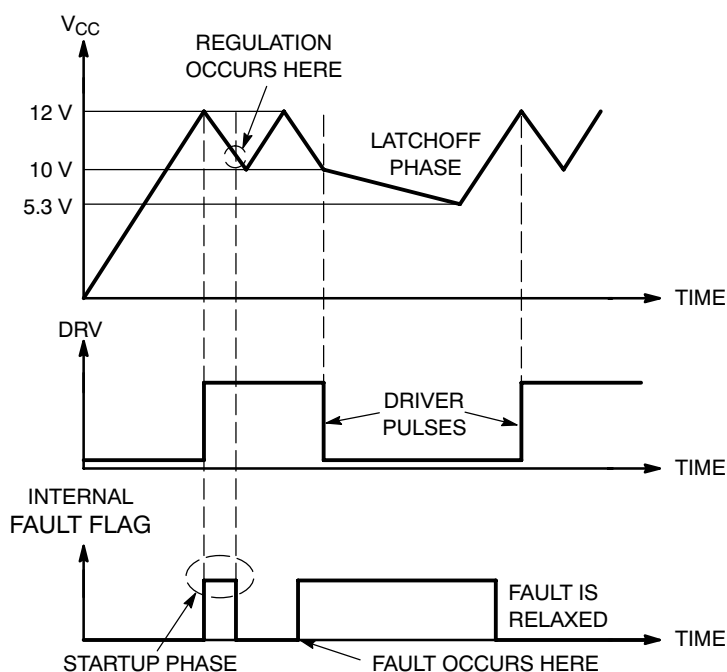 VCC
REGULATION
OCCURS HERE
12 V
LATCHOFF
PHASE
10 V
5.3 V
TIME
DRV
DRIVER
PULSES
TIME
INTERNAL
FAULT FLAG
FAULT IS
RELAXED
TIME
STARTUP PHASE
FAULT OCCURS HERE